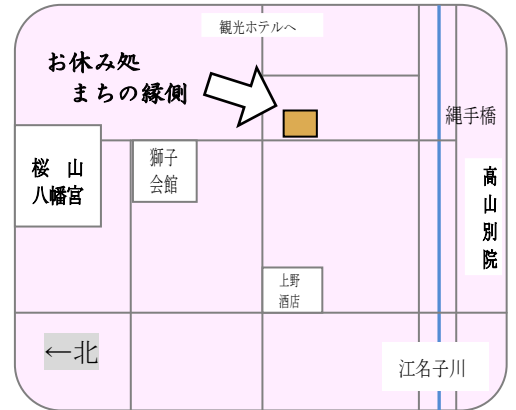 観光ホテルへ
お休み処
まちの縁側
縄手橋
桜　山
八幡宮
獅子
会館
高山別院
上野
酒店
←北
江名子川